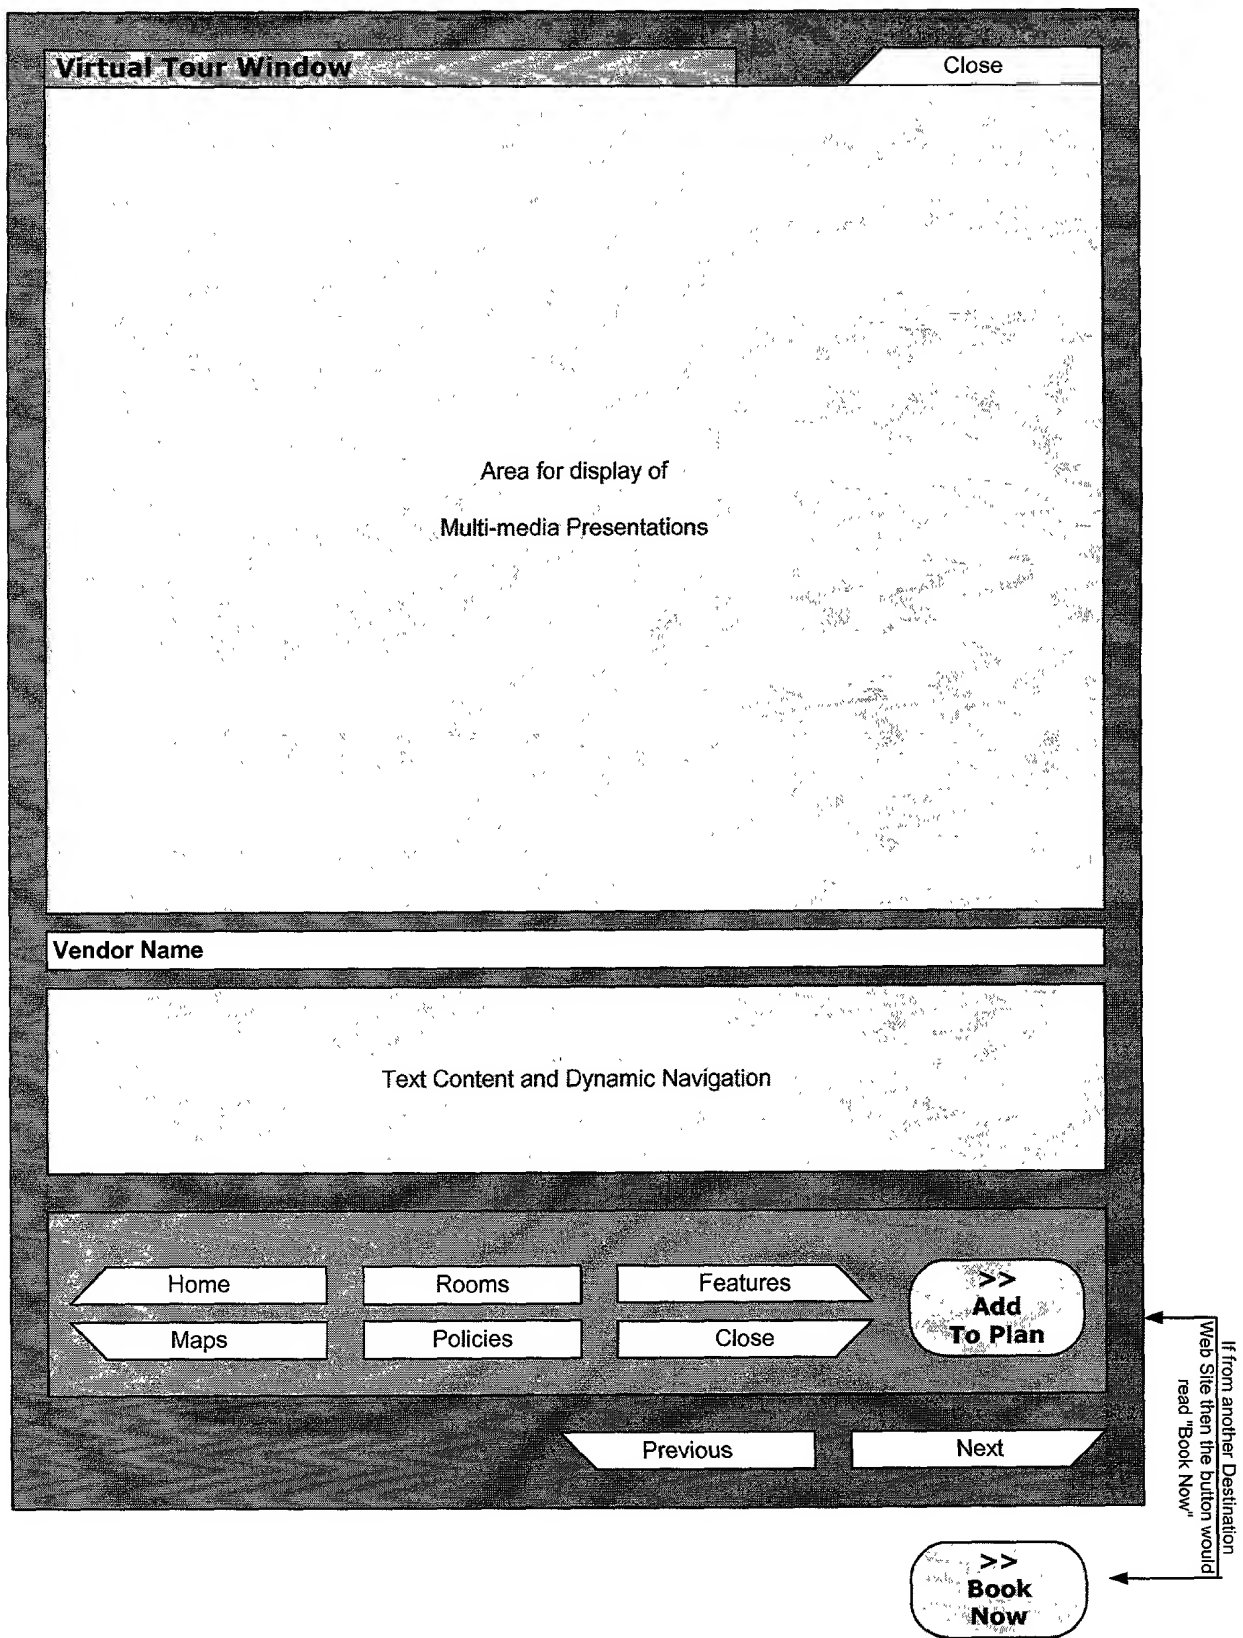 Virtual Tour Window
Close
Area for display of
Multi-media Presentations
Vendor Name
Text Content and Dynamic Navigation
Home
Rooms
Features
>>
Add
To Plan
Maps
Policies
Close
Previous
Next
If from another Destination
Web Site then the button would
read "Book Now"
>>
Book
Now